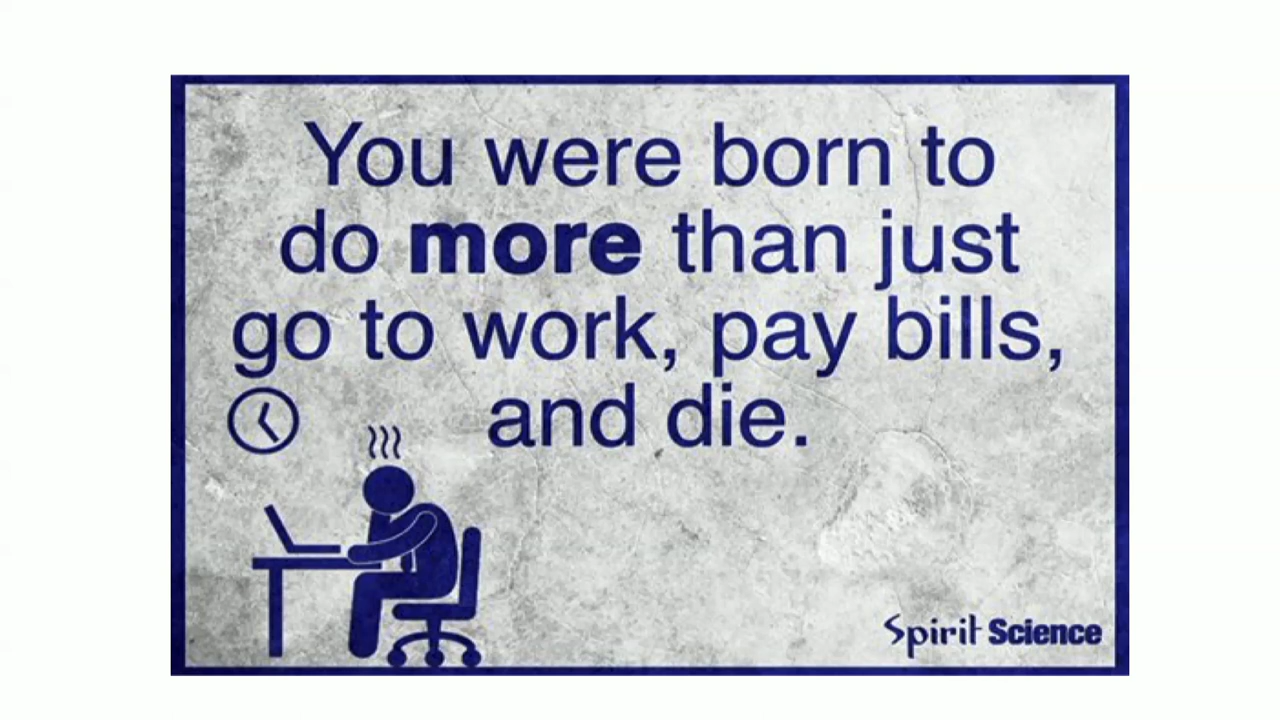 You were born to
do more than just
go to work, pay bills,
and die.
Spirit Science